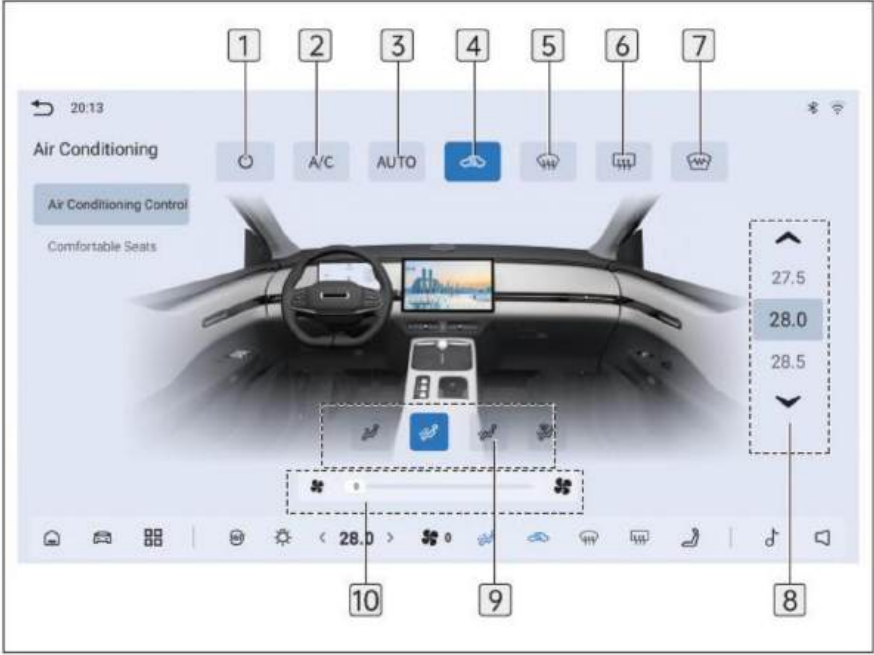 1 2 3 4 5 6 7
20:13
Air Conditioning
A/C AUTO
Air Conditioning Control
Comfortable Seats
27.5
28.0
28.5
0
< 28.0 > 0
10 9 8